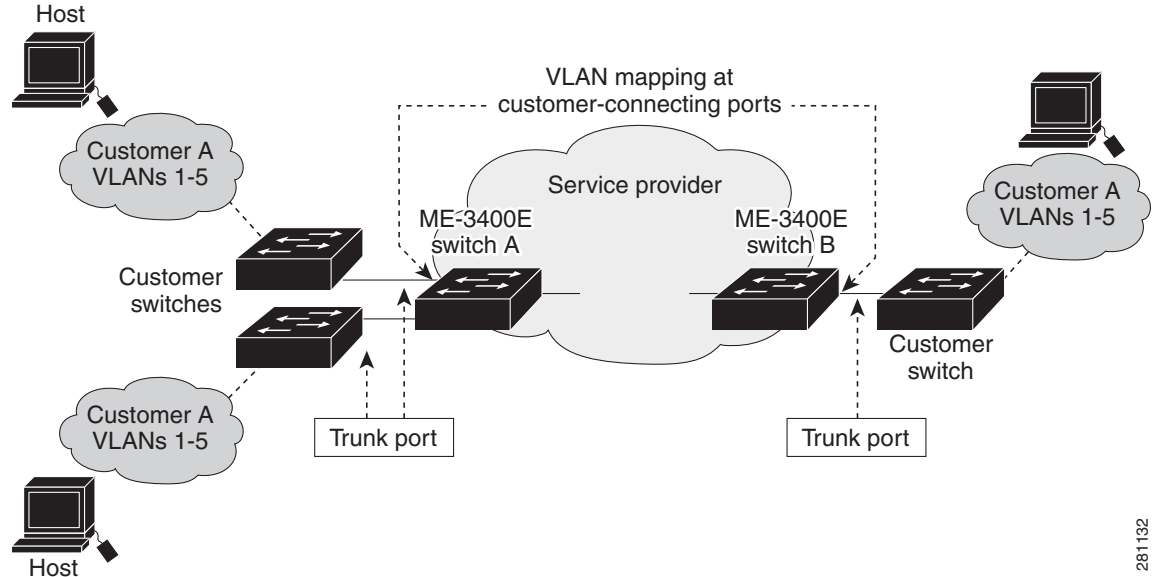 Host
VLAN mapping at
customer-connecting ports
Customer A
VLANs 1-5
Service provider
Customer A
VLANs 1-5
ME-3400E
switch A
ME-3400E
switch B
Customer
switches
Customer
switch
Customer A
VLANs 1-5
Trunk port
Trunk port
Host
281132